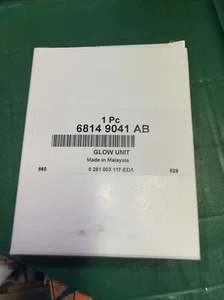 1 Pc
6814 9041 AB
GLOW UNIT
Made in Malaysia
960 0 281 003 117-EDA 929